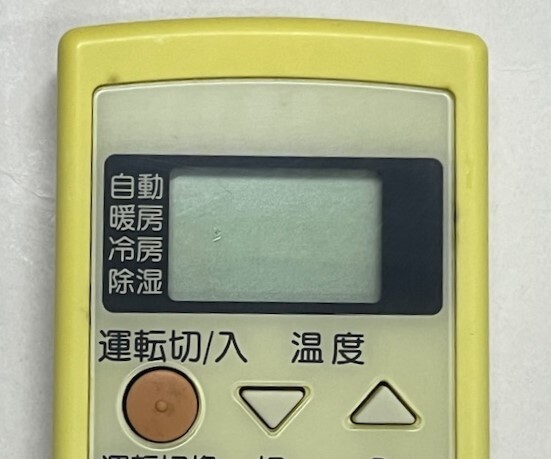 自動
暖房
冷房
除湿
運転切/入 温度